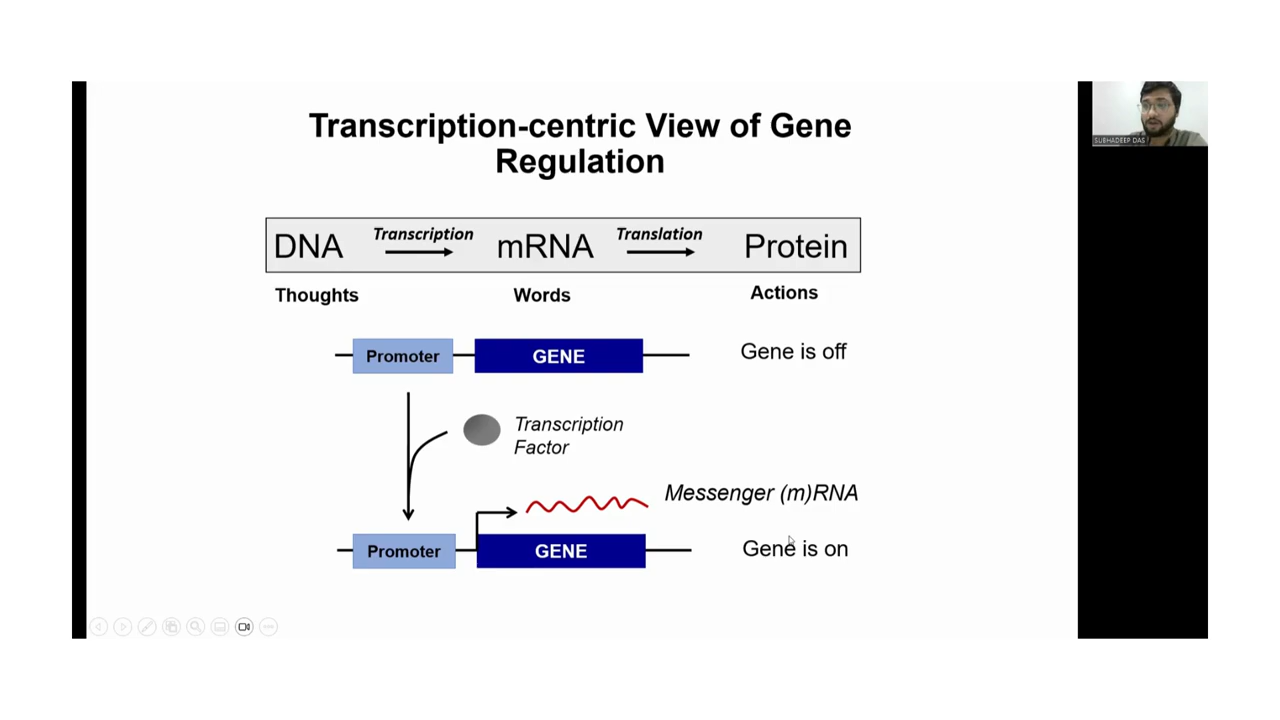 Transcription-centric View of Gene
Regulation
SUBHADEEP DAS
DNA Transcription mRNA Translation Protein
Thoughts Words Actions
Promoter GENE Gene is off
Transcription
Factor
Messenger (m)RNA
Promoter GENE Gene is on